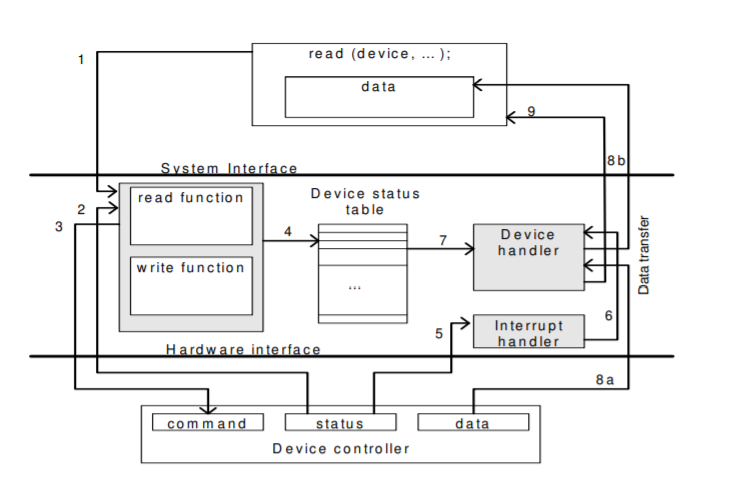 read (device, ... );
1
data
9
8b
System Interface
read function
Device status
table
2
3
4
7
Device
handler
write function
...
Data transfer
6
5
Interrupt
handler
Hardware interface
8a
command
status
data
Device controller